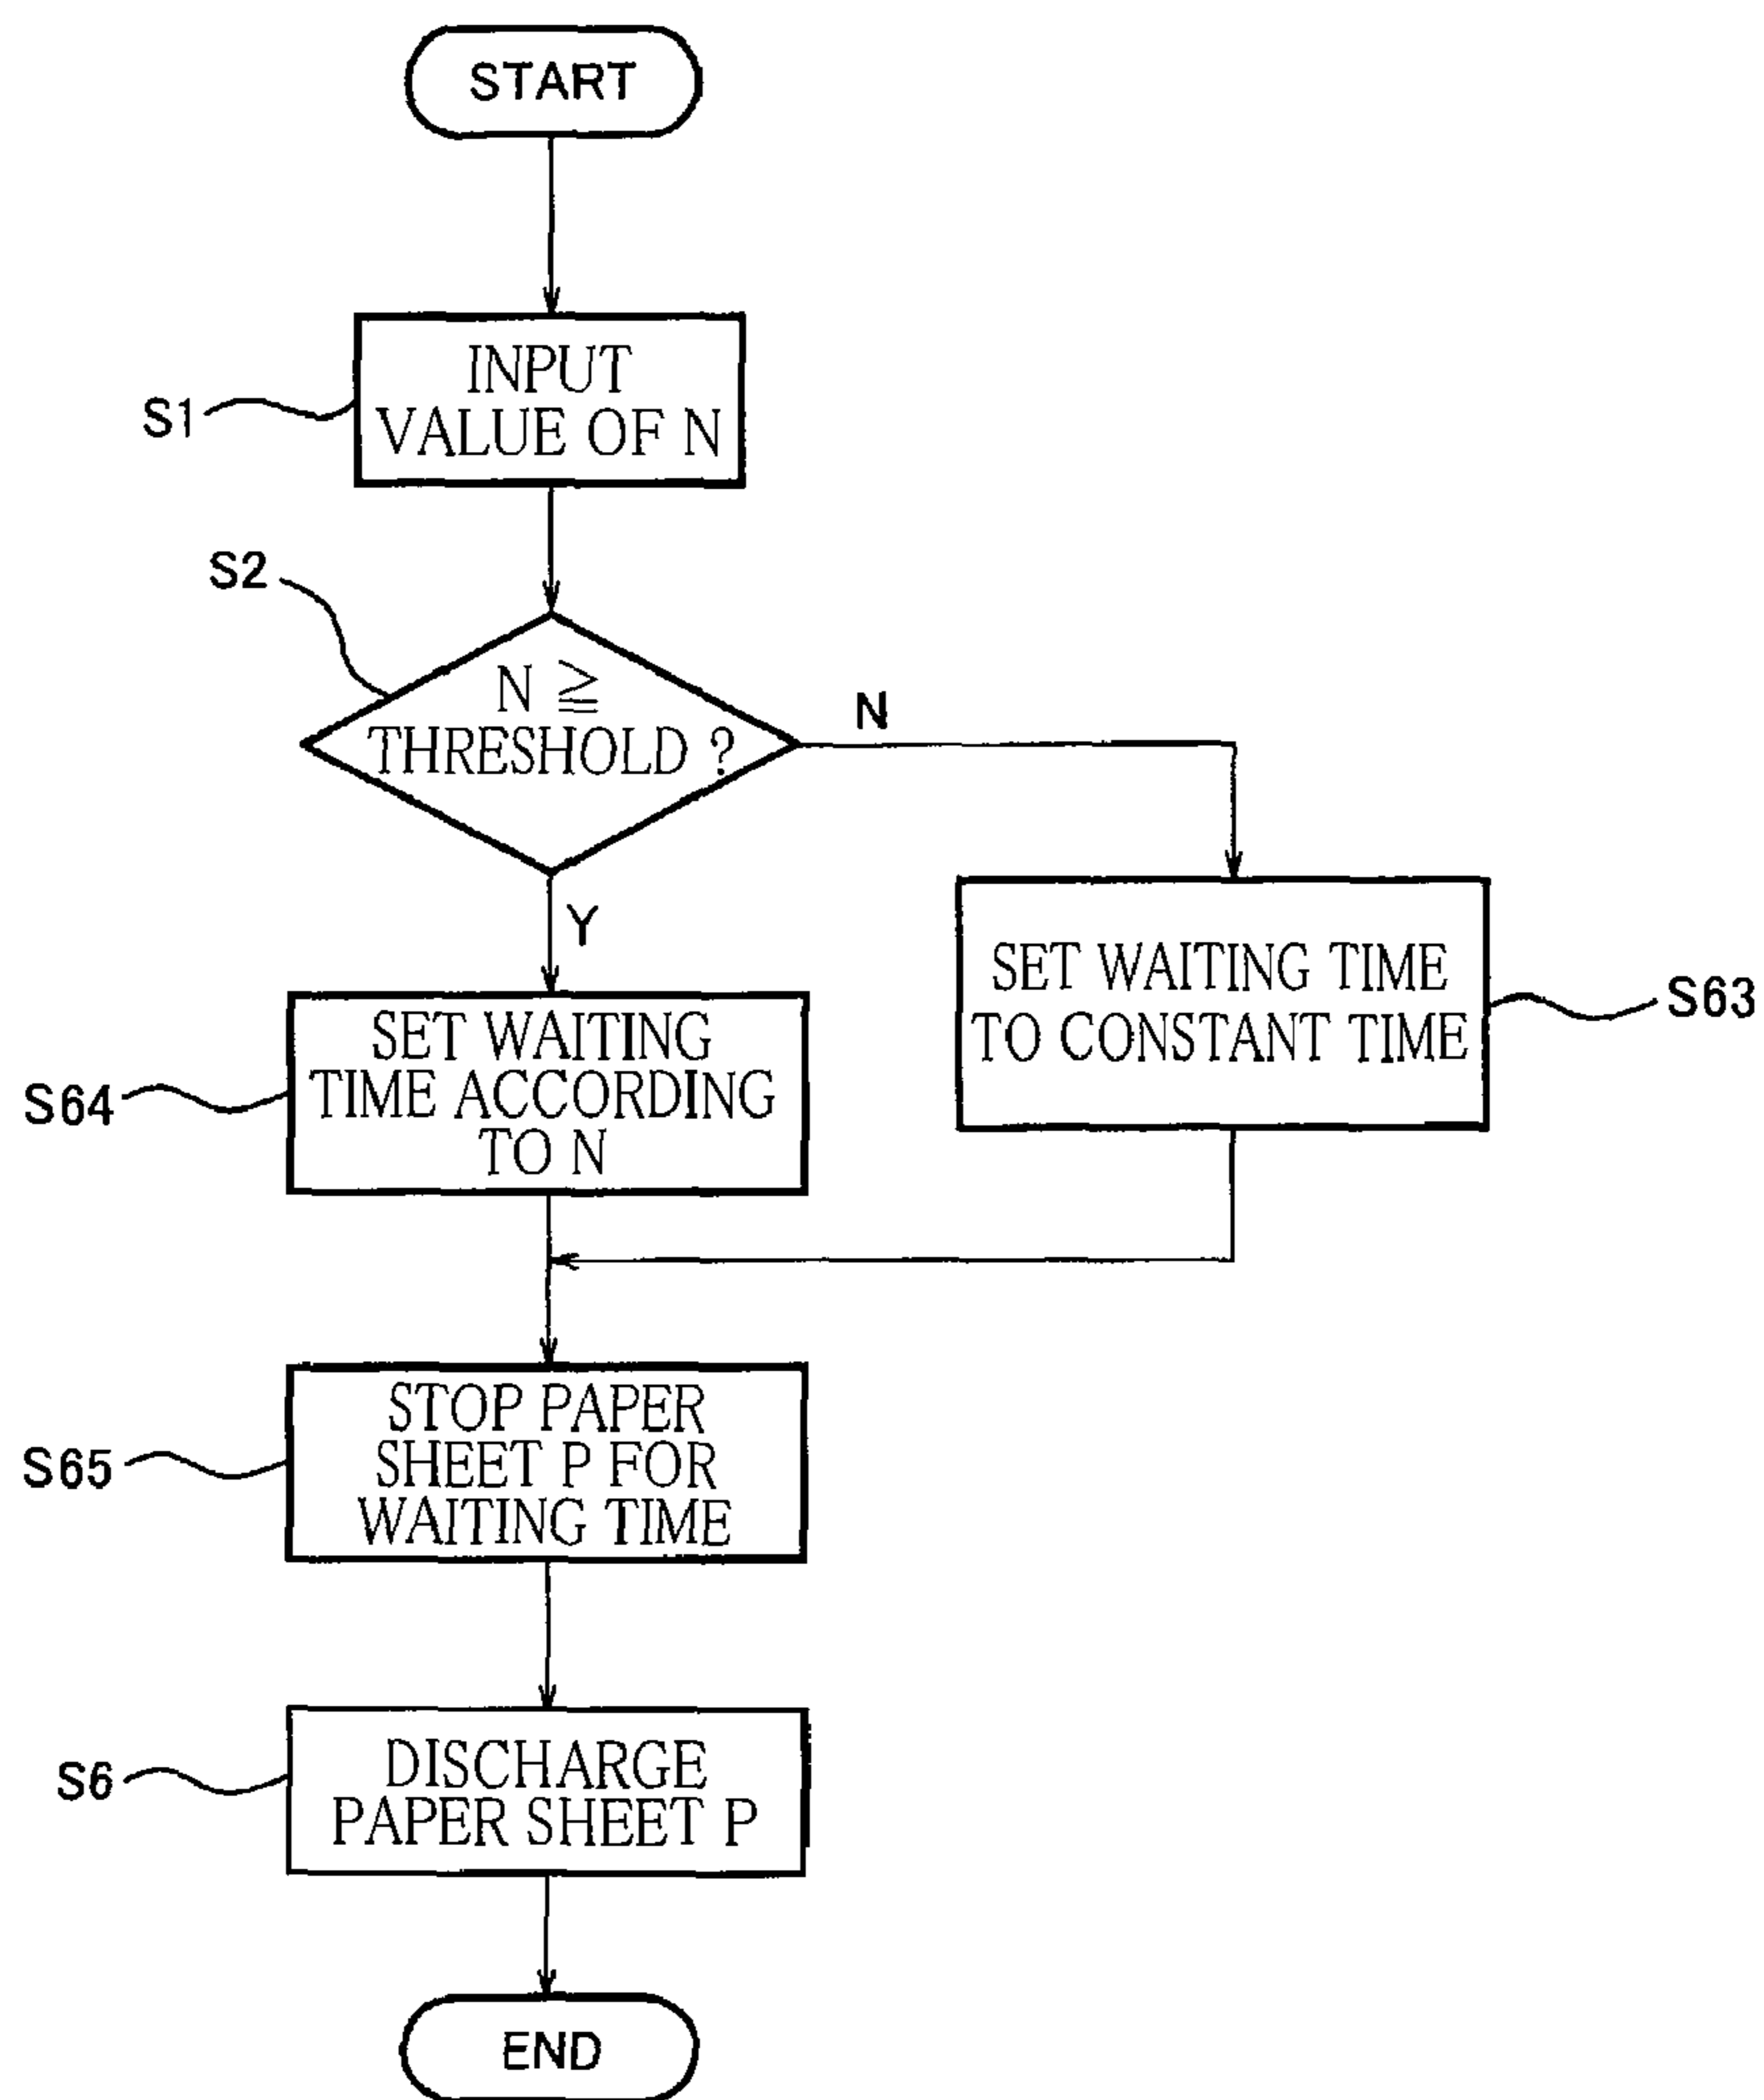 START
INPUT
VALUE OF N
S1
S2
N ≧
THRESHOLD ?
N
Y
SET WAITING TIME
TO CONSTANT TIME
S63
SET WAITING
TIME ACCORDING
TO N
S64
STOP PAPER
SHEET P FOR
WAITING TIME
S65
DISCHARGE
PAPER SHEET P
S6
END